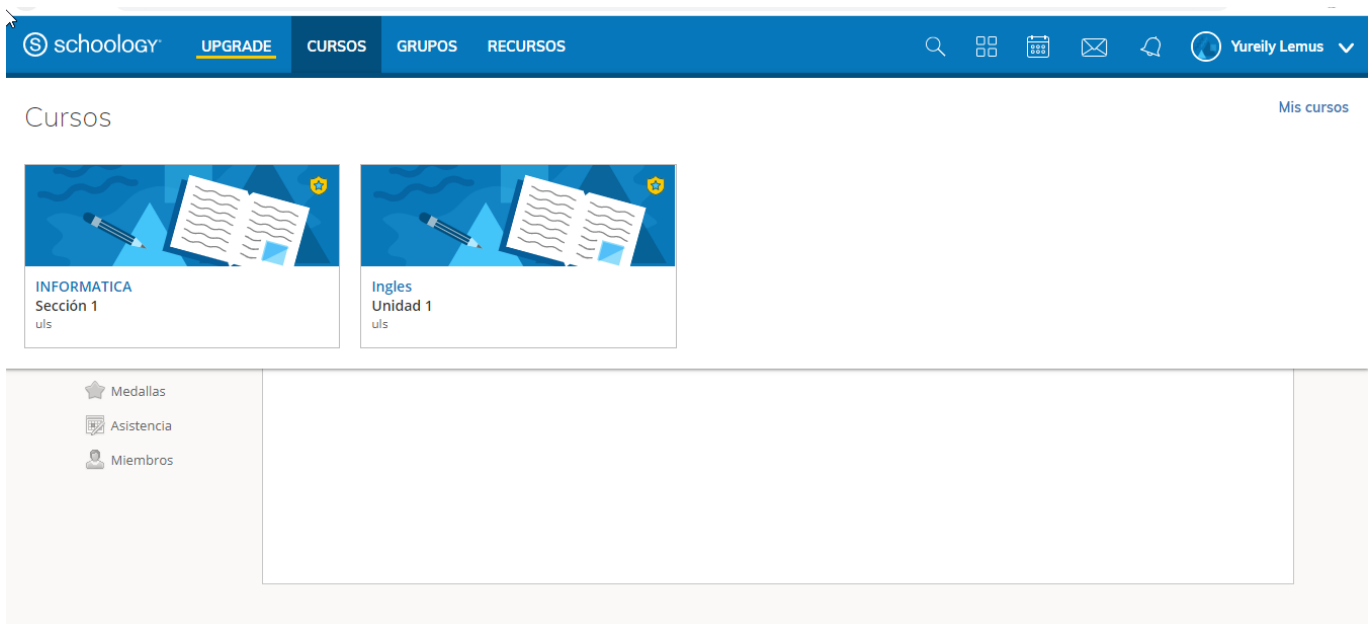 schoology UPGRADE CURSOS GRUPOS RECURSOS Yureily Lemus
Cursos
Mis cursos
INFORMATICA
Sección 1
uls
Ingles
Unidad 1
uls
Medallas
Asistencia
Miembros